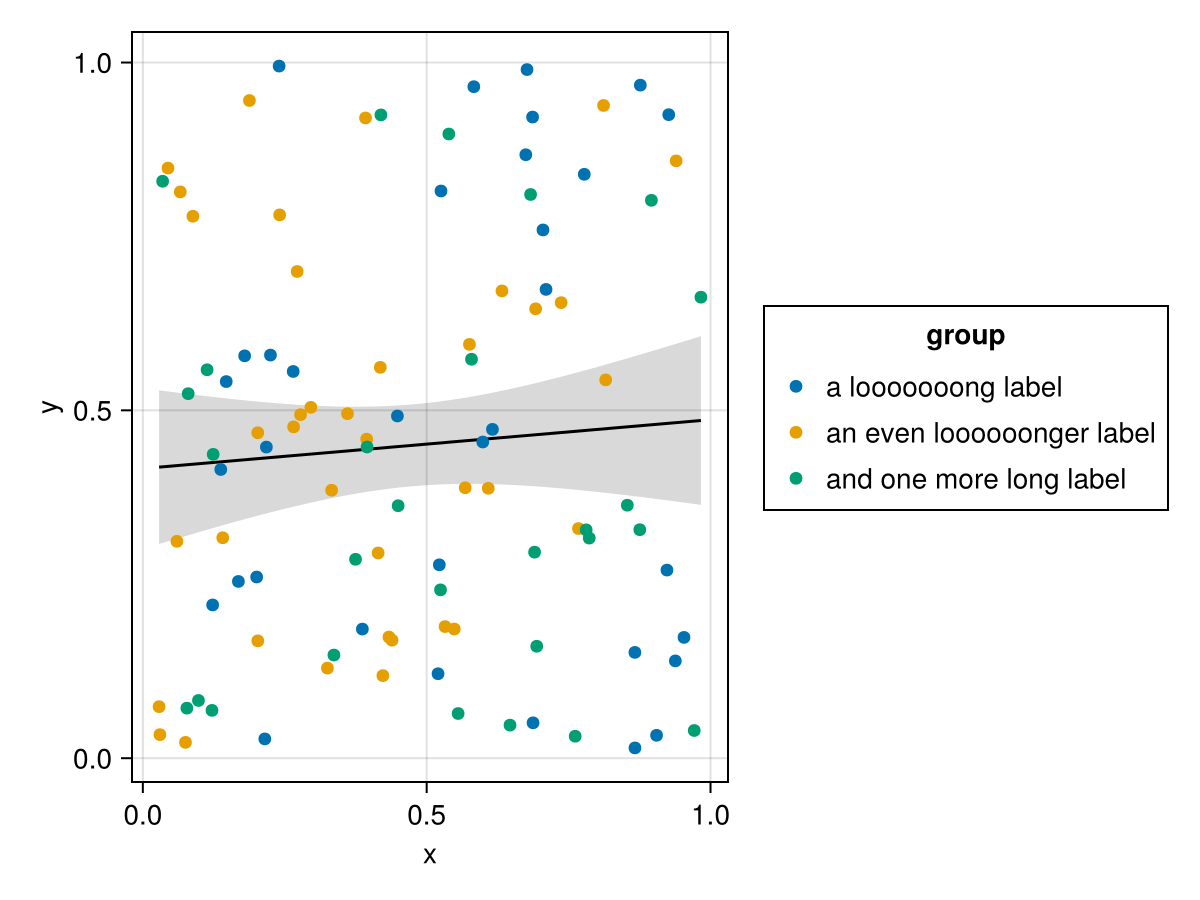 1.0
0.5
0.0
y
0.0 0.5 1.0
x
group
a looooooong label
an even loooooonger label
and one more long label